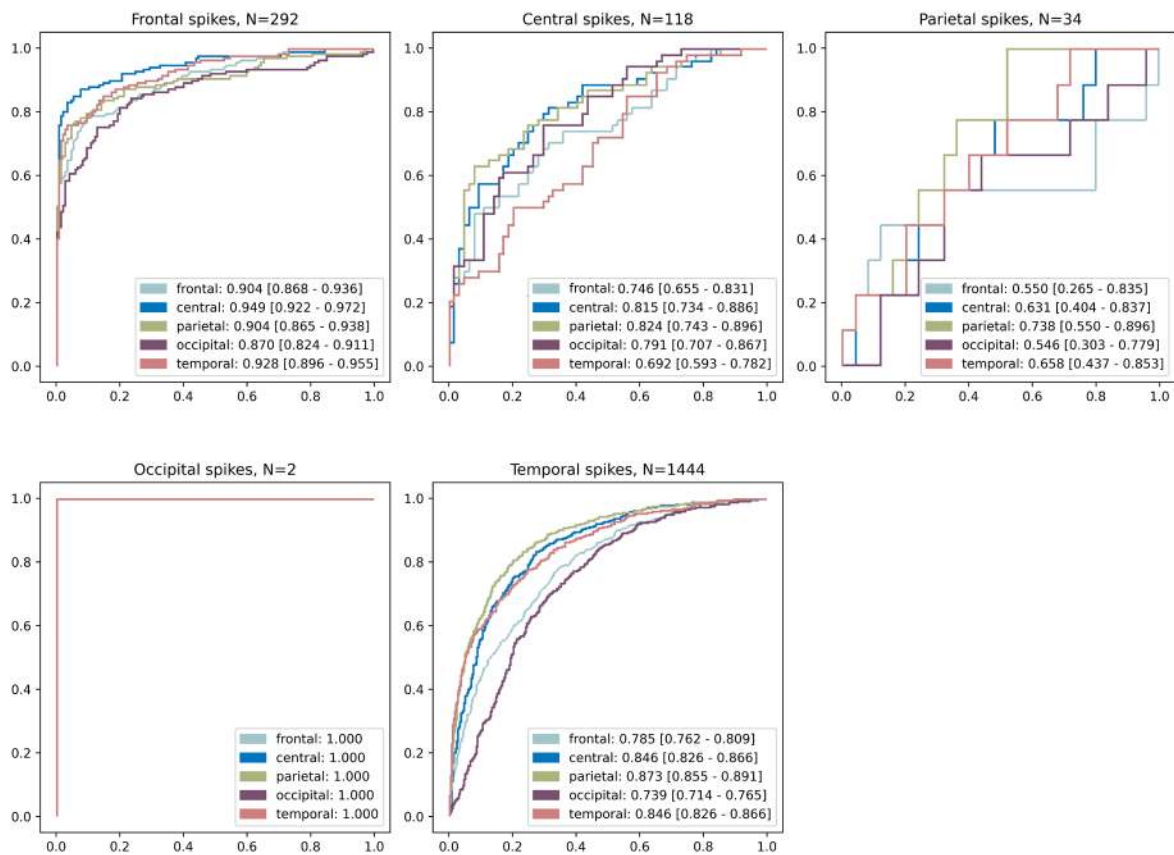 Frontal spikes, N=292
1.0
0.8
0.6
0.4
0.2
0.0
frontal: 0.904 [0.868 - 0.936]
central: 0.949 [0.922 - 0.972]
parietal: 0.904 [0.865 - 0.938]
occipital: 0.870 [0.824 - 0.911]
temporal: 0.928 [0.896 - 0.955]
0.0 0.2 0.4 0.6 0.8 1.0
Central spikes, N=118
1.0
0.8
0.6
0.4
0.2
0.0
frontal: 0.746 [0.655 - 0.831]
central: 0.815 [0.734 - 0.886]
parietal: 0.824 [0.743 - 0.896]
occipital: 0.791 [0.707 - 0.867]
temporal: 0.692 [0.593 - 0.782]
0.0 0.2 0.4 0.6 0.8 1.0
Parietal spikes, N=34
1.0
0.8
0.6
0.4
0.2
0.0
frontal: 0.550 [0.265 - 0.835]
central: 0.631 [0.404 - 0.837]
parietal: 0.738 [0.550 - 0.896]
occipital: 0.546 [0.303 - 0.779]
temporal: 0.658 [0.437 - 0.853]
0.0 0.2 0.4 0.6 0.8 1.0
Occipital spikes, N=2
1.0
0.8
0.6
0.4
0.2
0.0
frontal: 1.000
central: 1.000
parietal: 1.000
occipital: 1.000
temporal: 1.000
0.0 0.2 0.4 0.6 0.8 1.0
Temporal spikes, N=1444
1.0
0.8
0.6
0.4
0.2
0.0
frontal: 0.785 [0.762 - 0.809]
central: 0.846 [0.826 - 0.866]
parietal: 0.873 [0.855 - 0.891]
occipital: 0.739 [0.714 - 0.765]
temporal: 0.846 [0.826 - 0.866]
0.0 0.2 0.4 0.6 0.8 1.0